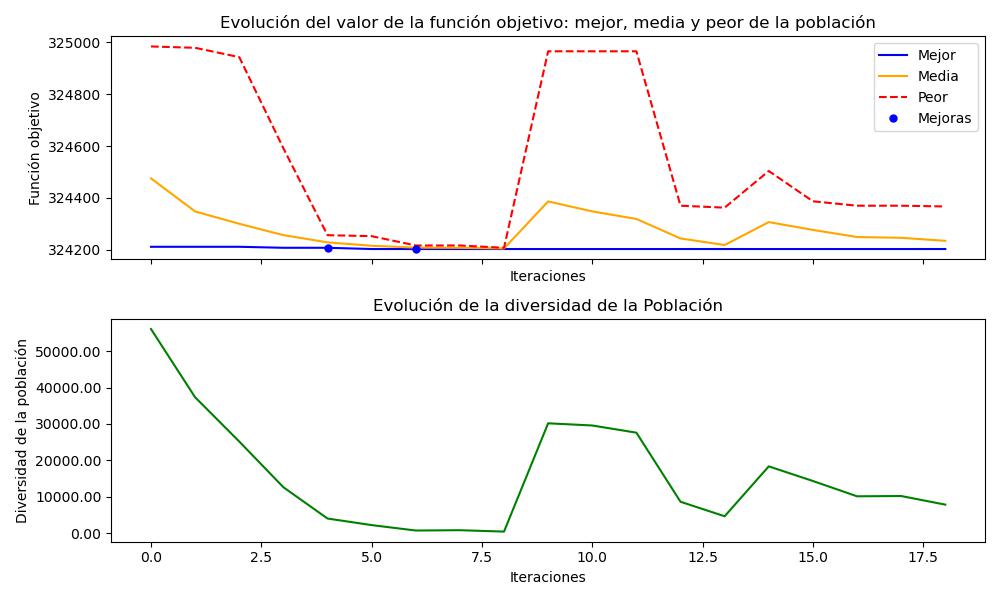 Evolución del valor de la función objetivo: mejor, media y peor de la población
325000
324800
324600
324400
324200
Función objetivo
Mejor
Media
Peor
Mejoras
Iteraciones
Evolución de la diversidad de la Población
50000.00
40000.00
30000.00
20000.00
10000.00
0.00
Diversidad de la población
0.0 2.5 5.0 7.5 10.0 12.5 15.0 17.5
Iteraciones